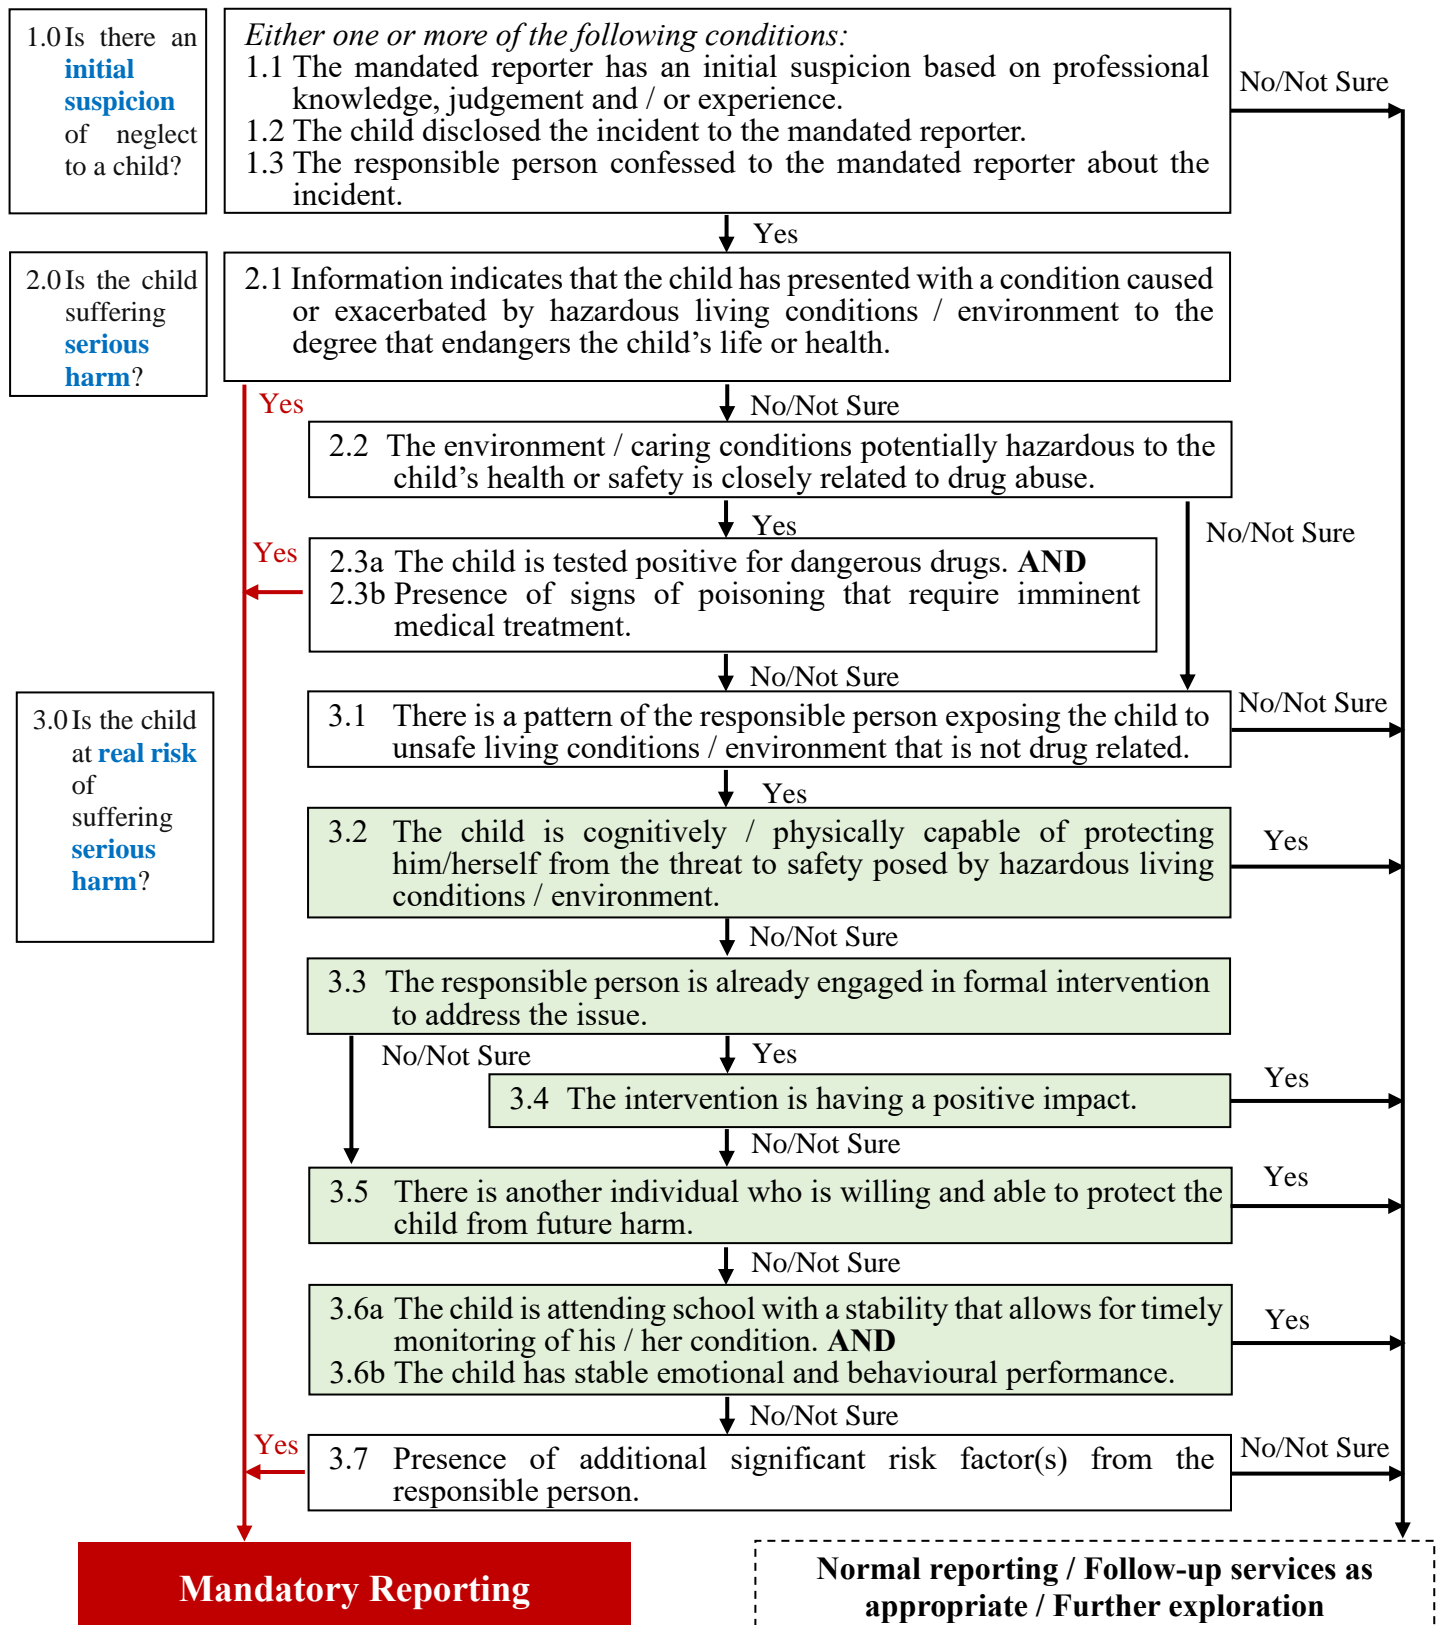 1.0 Is there an
initial
suspicion
of neglect
to a child?
Either one or more of the following conditions:
1.1 The mandated reporter has an initial suspicion based on professional
knowledge, judgement and / or experience.
1.2 The child disclosed the incident to the mandated reporter.
1.3 The responsible person confessed to the mandated reporter about the
incident.
No/Not Sure
Yes
2.0 Is the child
suffering
serious
harm?
2.1 Information indicates that the child has presented with a condition caused
or exacerbated by hazardous living conditions / environment to the
degree that endangers the child’s life or health.
Yes
No/Not Sure
2.2 The environment / caring conditions potentially hazardous to the
child’s health or safety is closely related to drug abuse.
Yes
No/Not Sure
Yes
2.3a The child is tested positive for dangerous drugs. AND
2.3b Presence of signs of poisoning that require imminent
medical treatment.
No/Not Sure
3.0 Is the child
at real risk
of
suffering
serious
harm?
3.1 There is a pattern of the responsible person exposing the child to
unsafe living conditions / environment that is not drug related.
No/Not Sure
Yes
3.2 The child is cognitively / physically capable of protecting
him/herself from the threat to safety posed by hazardous living
conditions / environment.
Yes
No/Not Sure
3.3 The responsible person is already engaged in formal intervention
to address the issue.
No/Not Sure
Yes
3.4 The intervention is having a positive impact.
Yes
No/Not Sure
3.5 There is another individual who is willing and able to protect the
child from future harm.
Yes
No/Not Sure
3.6a The child is attending school with a stability that allows for timely
monitoring of his / her condition. AND
3.6b The child has stable emotional and behavioural performance.
Yes
No/Not Sure
Yes
3.7 Presence of additional significant risk factor(s) from the
responsible person.
No/Not Sure
Mandatory Reporting
Normal reporting / Follow-up services as
appropriate / Further exploration